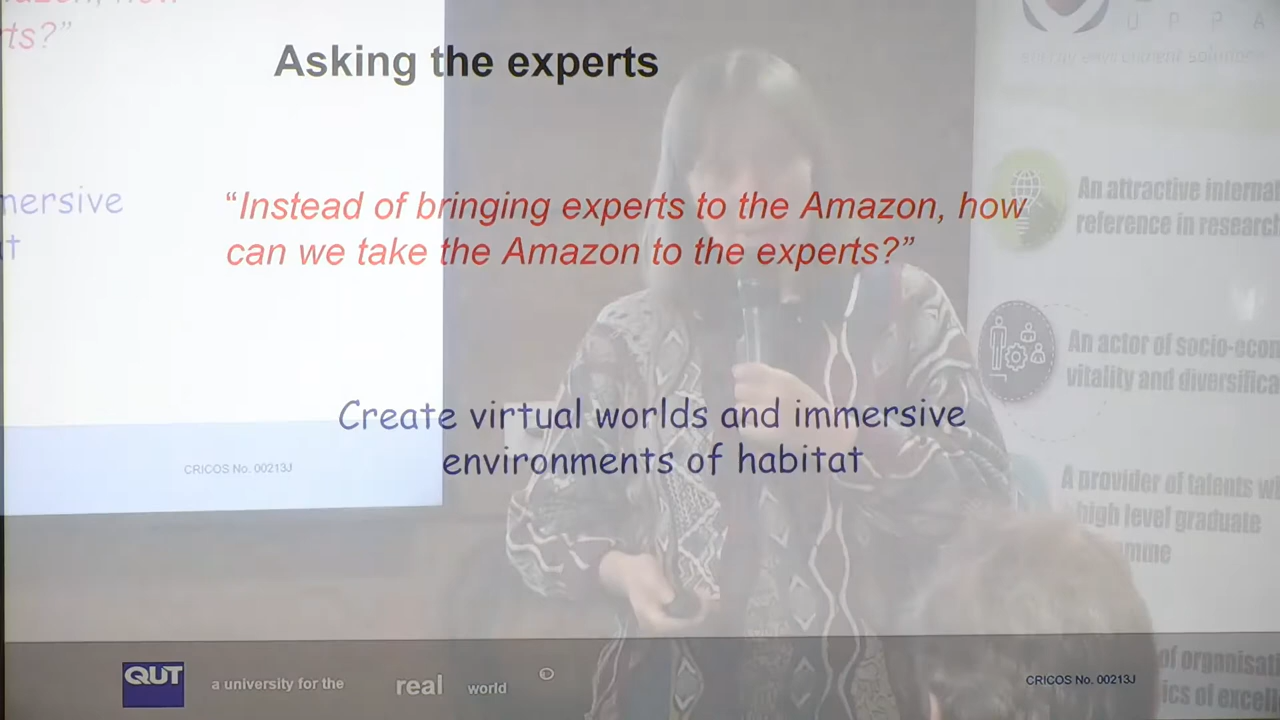 ts?”
UPPA
Asking the experts
“Instead of bringing experts to the Amazon, how
can we take the Amazon to the experts?”
mersive
t
An attractive internat
reference in research
An actor of socio-econ
vitality and diversifica
Create virtual worlds and immersive
environments of habitat
CRICOS No. 00213J
A provider of talents wi
high level graduate
mme
of organisati
ics of excell
QUT
a university for the real world
CRICOS No. 00213J